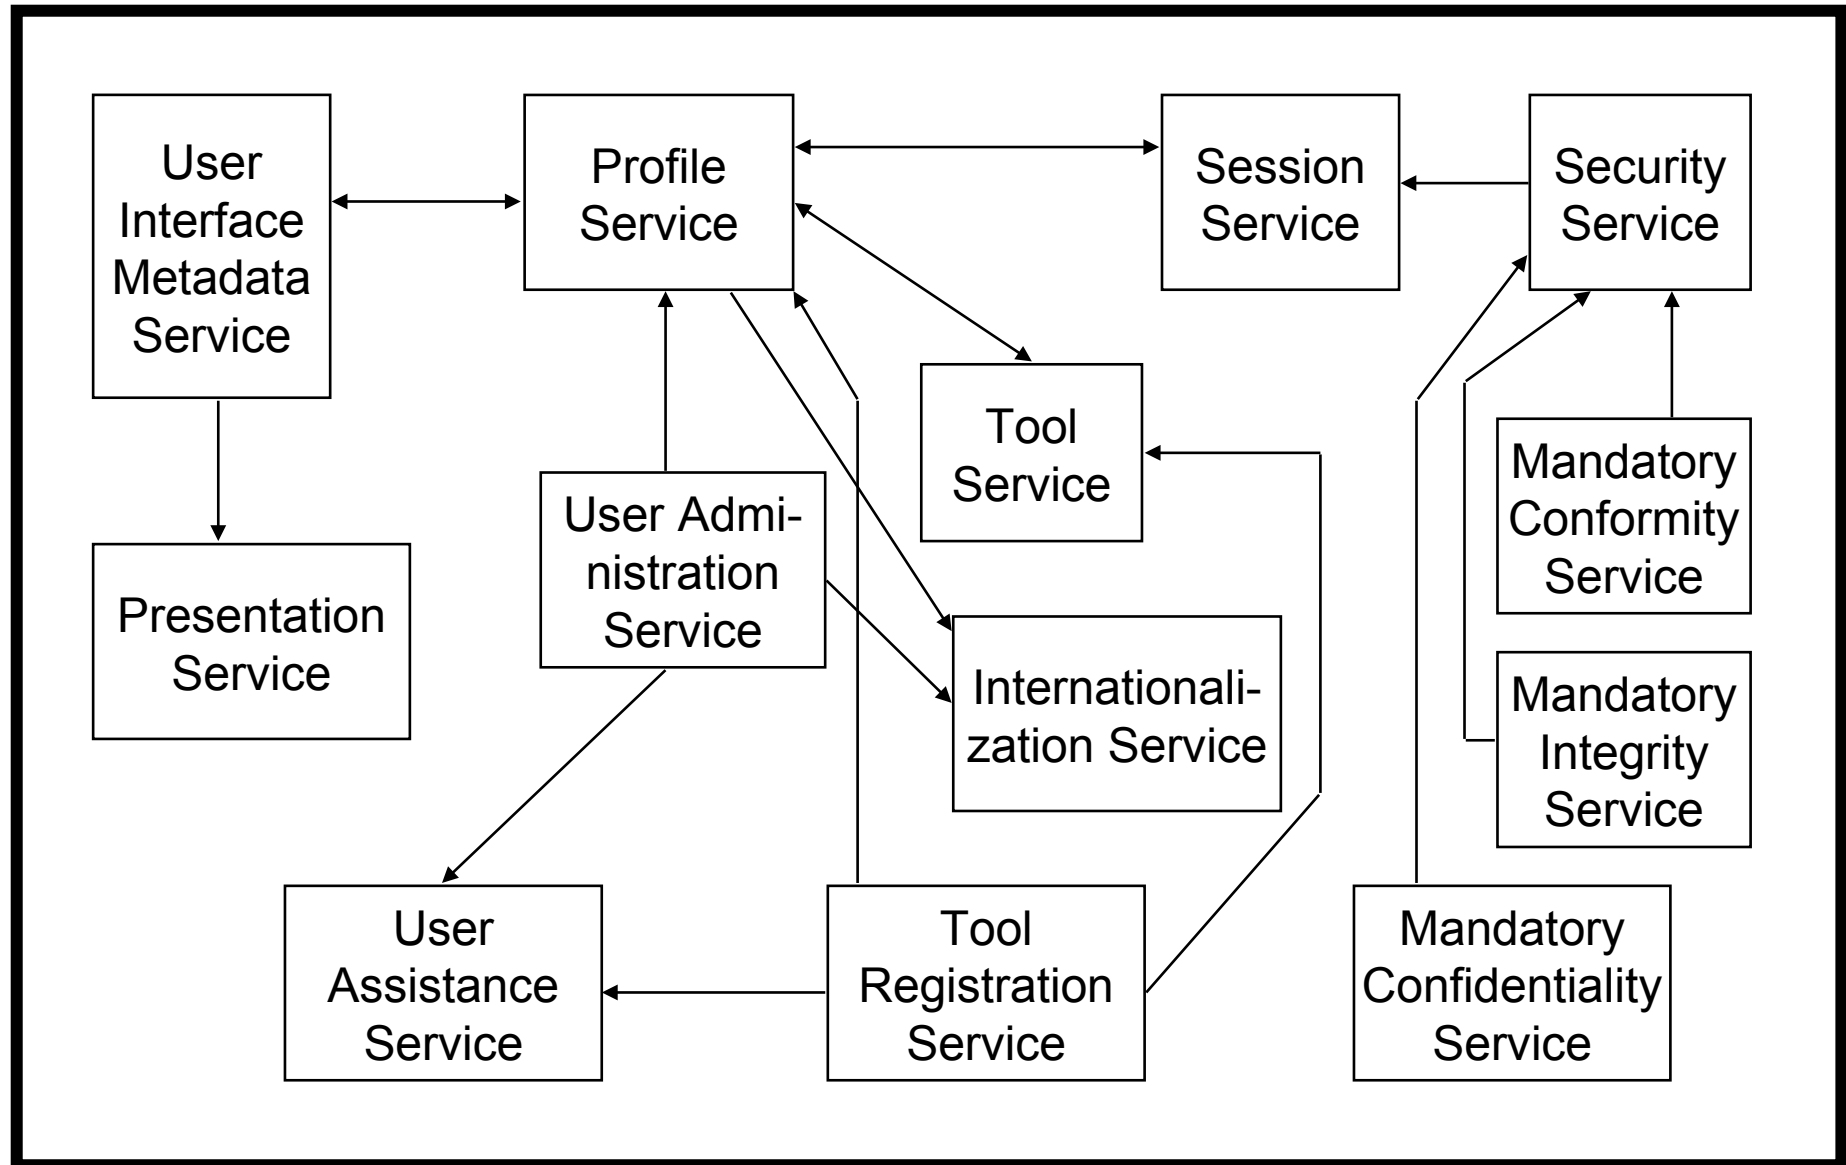 User
Interface
Metadata
Service
Profile
Service
Session
Service
Security
Service
Tool
Service
Mandatory
Conformity
Service
User Admi-
nistration
Service
Presentation
Service
Internationali-
zation Service
Mandatory
Integrity
Service
User
Assistance
Service
Tool
Registration
Service
Mandatory
Confidentiality
Service